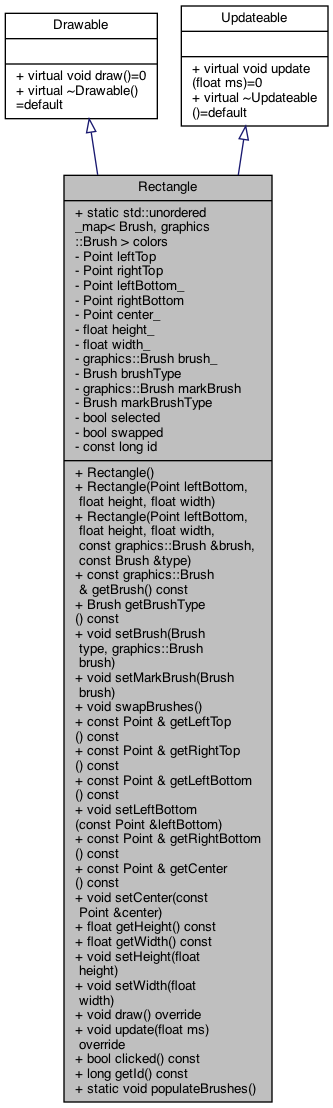 Drawable
+ virtual void draw()=0
+ virtual ~Drawable()
=default
Updateable
+ virtual void update
(float ms)=0
+ virtual ~Updateable
()=default
Rectangle
+ static std::unordered
_map< Brush, graphics
::Brush > colors
- Point leftTop
- Point rightTop
- Point leftBottom_
- Point rightBottom
- Point center_
- float height_
- float width_
- graphics::Brush brush_
- Brush brushType
- graphics::Brush markBrush
- Brush markBrushType
- bool selected
- bool swapped
- const long id
+ Rectangle()
+ Rectangle(Point leftBottom,
float height, float width)
+ Rectangle(Point leftBottom,
float height, float width,
const graphics::Brush &brush,
const Brush &type)
+ const graphics::Brush
& getBrush() const
+ Brush getBrushType
() const
+ void setBrush(Brush
type, graphics::Brush
brush)
+ void setMarkBrush(Brush
brush)
+ void swapBrushes()
+ const Point & getLeftTop
() const
+ const Point & getRightTop
() const
+ const Point & getLeftBottom
() const
+ void setLeftBottom
(const Point &leftBottom)
+ const Point & getRightBottom
() const
+ const Point & getCenter
() const
+ void setCenter(const
Point &center)
+ float getHeight() const
+ float getWidth() const
+ void setHeight(float
height)
+ void setWidth(float
width)
+ void draw() override
+ void update(float ms)
override
+ bool clicked() const
+ long getId() const
+ static void populateBrushes()